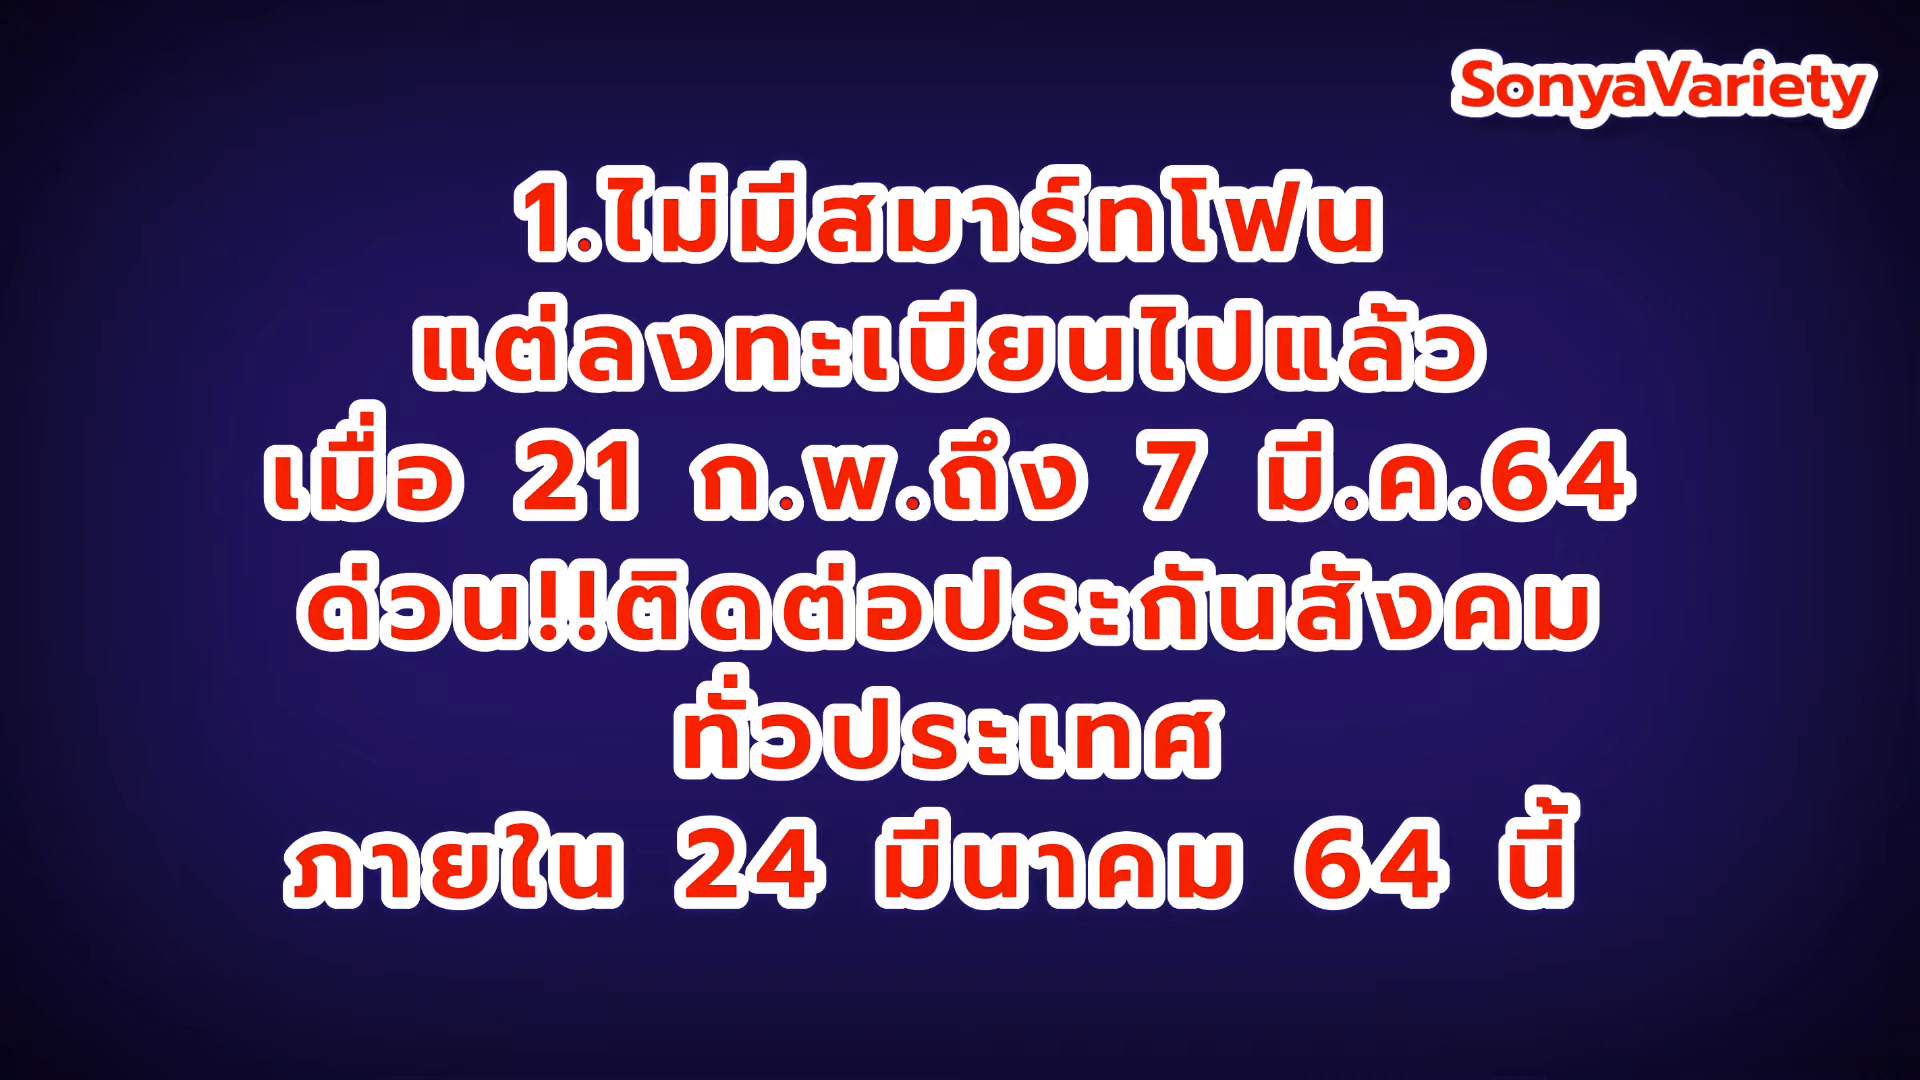 SonyaVariety
1.ไม่มีสมาร์ทโฟน
แต่ลงทะเบียนไปแล้ว
เมื่อ 21 ก.พ.ถึง 7 มี.ค.64
ด่วน!!ติดต่อประกันสังคม
ทั่วประเทศ
ภายใน 24 มีนาคม 64 นี้